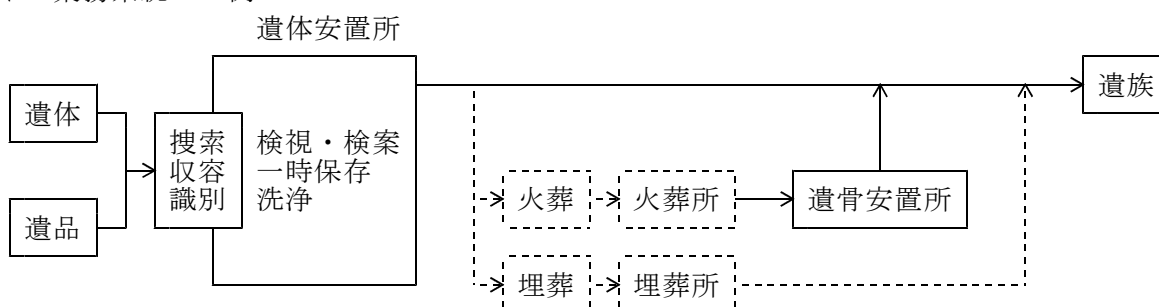 遺体安置所
遺体
遺品
捜索
収容
識別
検視・検案
一時保存
洗浄
火葬
火葬所
遺骨安置所
埋葬
埋葬所
遺族